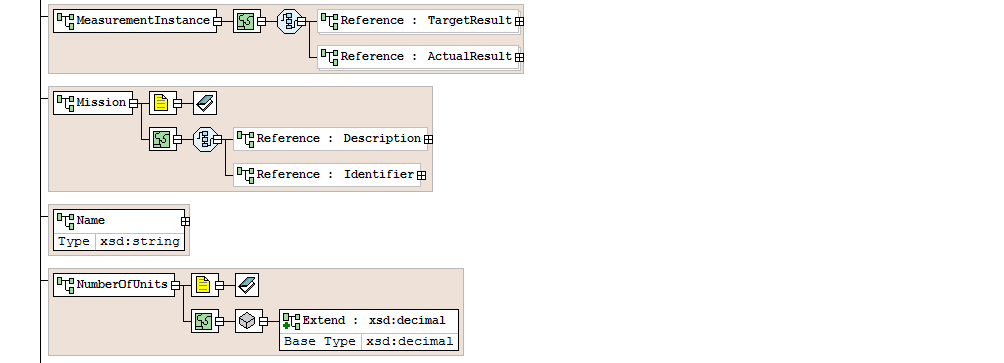 MeasurementInstance
Reference : TargetResult
Reference : ActualResult
Mission
Reference : Description
Reference : Identifier
Name
Type xsd:string
NumberOfUnits
Extend : xsd:decimal
Base Type xsd:decimal